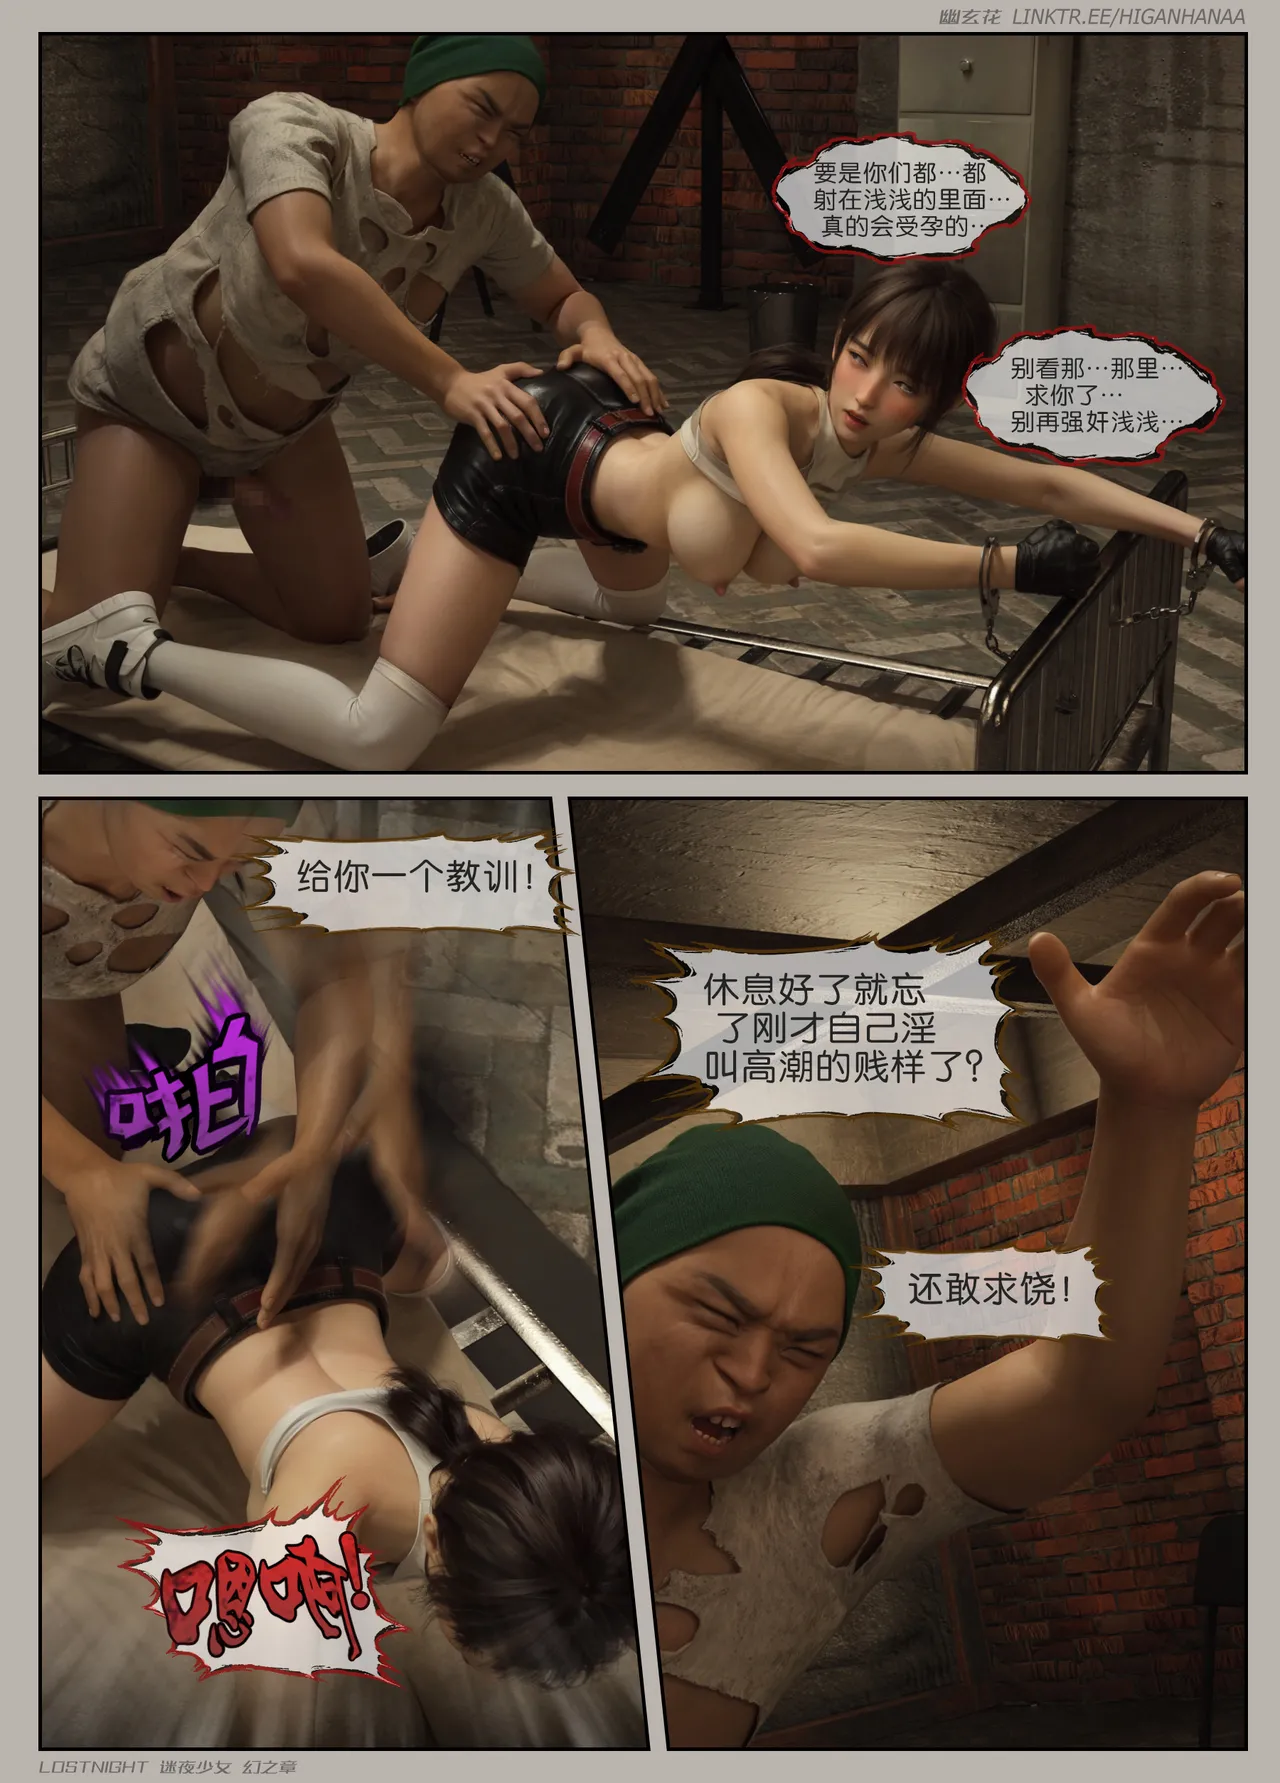 幽玄花 LINKTR.EE/HIGANHANAA
要是你们都…都
射在浅浅的里面…
真的会受孕的…
别看那…那里…
求你了…
别再强奸浅浅…
给你一个教训!
啪
嗯
休息好了就忘
了刚才自己淫
叫高潮的贱样了?
还敢求饶!
LOSTNIGHT 迷夜少女 幻之章